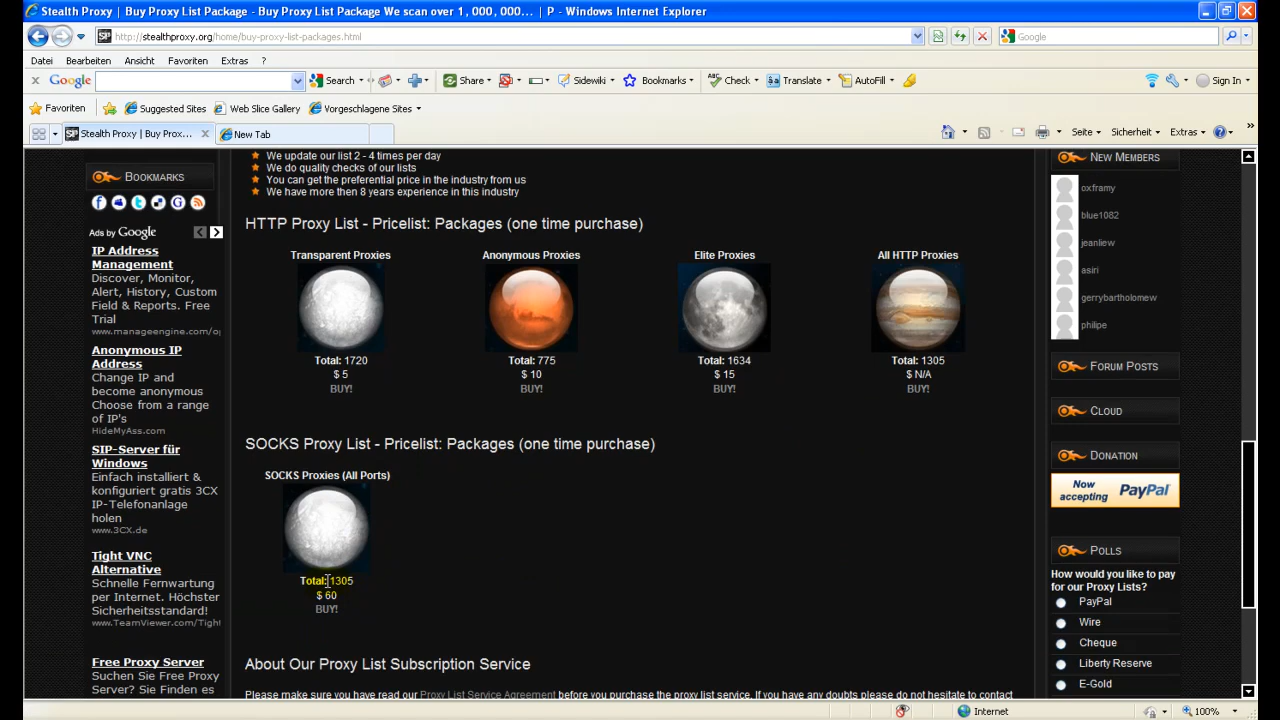 Stealth Proxy | Buy Proxy List Package - Buy Proxy List Package We scan over 1, 000, 000... | P - Windows Internet Explorer
http://stealthproxy.org/home/buy-proxy-list-packages.html
Google
Datei Bearbeiten Ansicht Favoriten Extras ?
x Google Search Share Sidewiki Bookmarks Check Translate AutoFill Sign In
Favoriten Suggested Sites Web Slice Gallery Vorgeschlagene Sites
SP Stealth Proxy | Buy Prox... x New Tab
Seite Sicherheit Extras
Bookmarks
Ads by Google
IP Address
Management
Discover, Monitor,
Alert, History, Custom
Field & Reports. Free
Trial
www.manageengine.com/o
Anonymous IP
Address
Change IP and
become anonymous
Choose from a range
of IP's
HideMyAss.com
SIP-Server für
Windows
Einfach installiert &
konfiguriert gratis 3CX
IP-Telefonanlage
holen
www.3CX.de
Tight VNC
Alternative
Schnelle Fernwartung
per Internet. Höchster
Sicherheitsstandard!
www.TeamViewer.com/Tight
Free Proxy Server
Suchen Sie Free Proxy
Server? Sie Finden es
We update our list 2 - 4 times per day
We do quality checks of our lists
You can get the preferential price in the industry from us
We have more then 8 years experience in this industry
HTTP Proxy List - Pricelist: Packages (one time purchase)
Transparent Proxies Anonymous Proxies Elite Proxies All HTTP Proxies
Total: 1720 Total: 775 Total: 1634 Total: 1305
$ 5 $ 10 $ 15 $ N/A
BUY! BUY! BUY! BUY!
SOCKS Proxy List - Pricelist: Packages (one time purchase)
SOCKS Proxies (All Ports)
Total: 1305
$ 60
BUY!
About Our Proxy List Subscription Service
Please make sure you have read our Proxy List Service Agreement before you purchase the proxy list service. If you have any doubts please do not hesitate to contact
New Members
oxframy
blue1082
jeanliew
asiri
gerrybartholomew
philipe
Forum Posts
Cloud
Donation
Now
accepting PayPal
Polls
How would you like to pay
for our Proxy Lists?
PayPal
Wire
Cheque
Liberty Reserve
E-Gold
Internet 100%